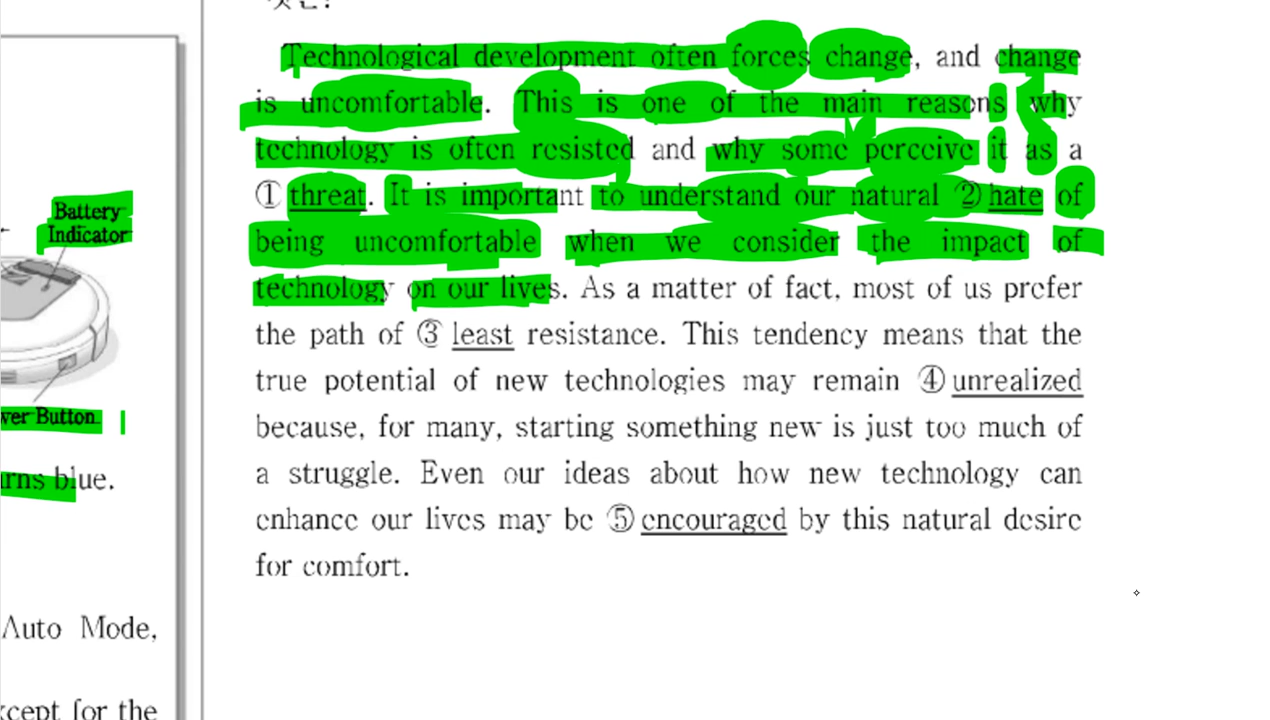 Technological development often forces change, and change
is uncomfortable. This is one of the main reasons why
technology is often resisted and why some perceive it as a
① threat. It is important to understand our natural ② hate of
being uncomfortable when we consider the impact of
technology on our lives. As a matter of fact, most of us prefer
the path of ③ least resistance. This tendency means that the
true potential of new technologies may remain ④ unrealized
because, for many, starting something new is just too much of
a struggle. Even our ideas about how new technology can
enhance our lives may be ⑤ encouraged by this natural desire
for comfort.
Battery
Indicator
wer Button
urns blue.
Auto Mode,
xcept for the